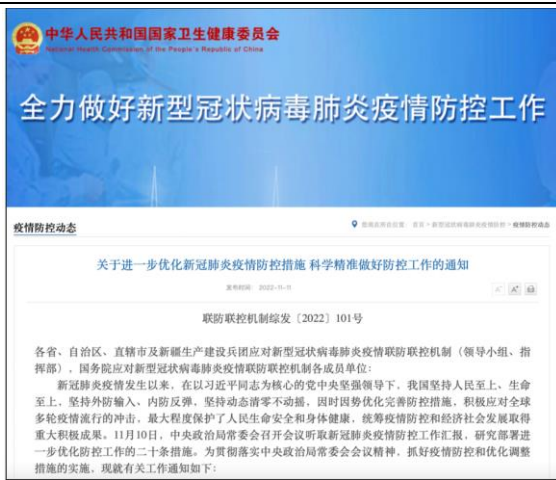 中华人民共和国国家卫生健康委员会
National Health Commission of the People's Republic of China
全力做好新型冠状病毒肺炎疫情防控工作
疫情防控动态
您现在所在位置: 首页 > 新型冠状病毒肺炎疫情防控 > 疫情防控动态
关于进一步优化新冠肺炎疫情防控措施 科学精准做好防控工作的通知
发布时间: 2022-11-11
联防联控机制综发〔2022〕101号
各省、自治区、直辖市及新疆生产建设兵团应对新型冠状病毒肺炎疫情联防联控机制（领导小组、指
挥部），国务院应对新型冠状病毒肺炎疫情联防联控机制各成员单位:
新冠肺炎疫情发生以来，在以习近平同志为核心的党中央坚强领导下，我国坚持人民至上、生命
至上，坚持外防输入、内防反弹，坚持动态清零不动摇，因时因势优化完善防控措施，积极应对全球
多轮疫情流行的冲击，最大程度保护了人民生命安全和身体健康，统筹疫情防控和经济社会发展取得
重大积极成果。11月10日，中央政治局常委会召开会议听取新冠肺炎疫情防控工作汇报，研究部署进
一步优化防控工作的二十条措施。为贯彻落实中央政治局常委会会议精神，抓好疫情防控和优化调整
措施的实施，现就有关工作通知如下: